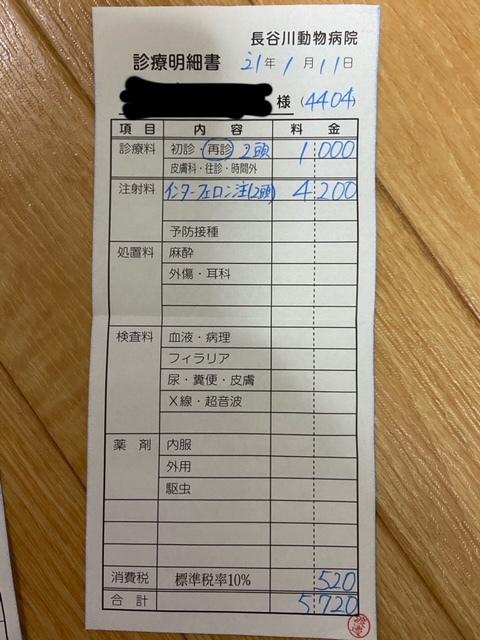 長谷川動物病院
診療明細書 21年1月11日
様(4404)
項目 内容 料金
診療料 初診・再診 2頭 1000
皮膚科・往診・時間外
注射料 インターフェロン注(2頭) 4200
予防接種
処置料 麻酔
外傷・耳科
検査料 血液・病理
フィラリア
尿・糞便・皮膚
X線・超音波
薬剤 内服
外用
駆虫
消費税 標準税率10% 520
合計 5720